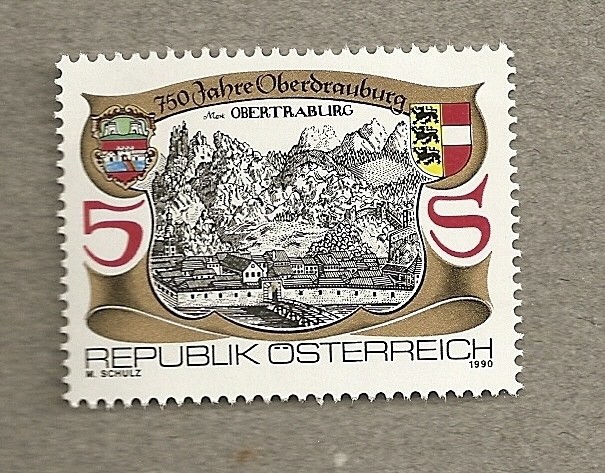 750 Jahre Oberdrauburg
OBERTRABURG
5 S
REPUBLIK ÖSTERREICH
M. SCHULZ 1990